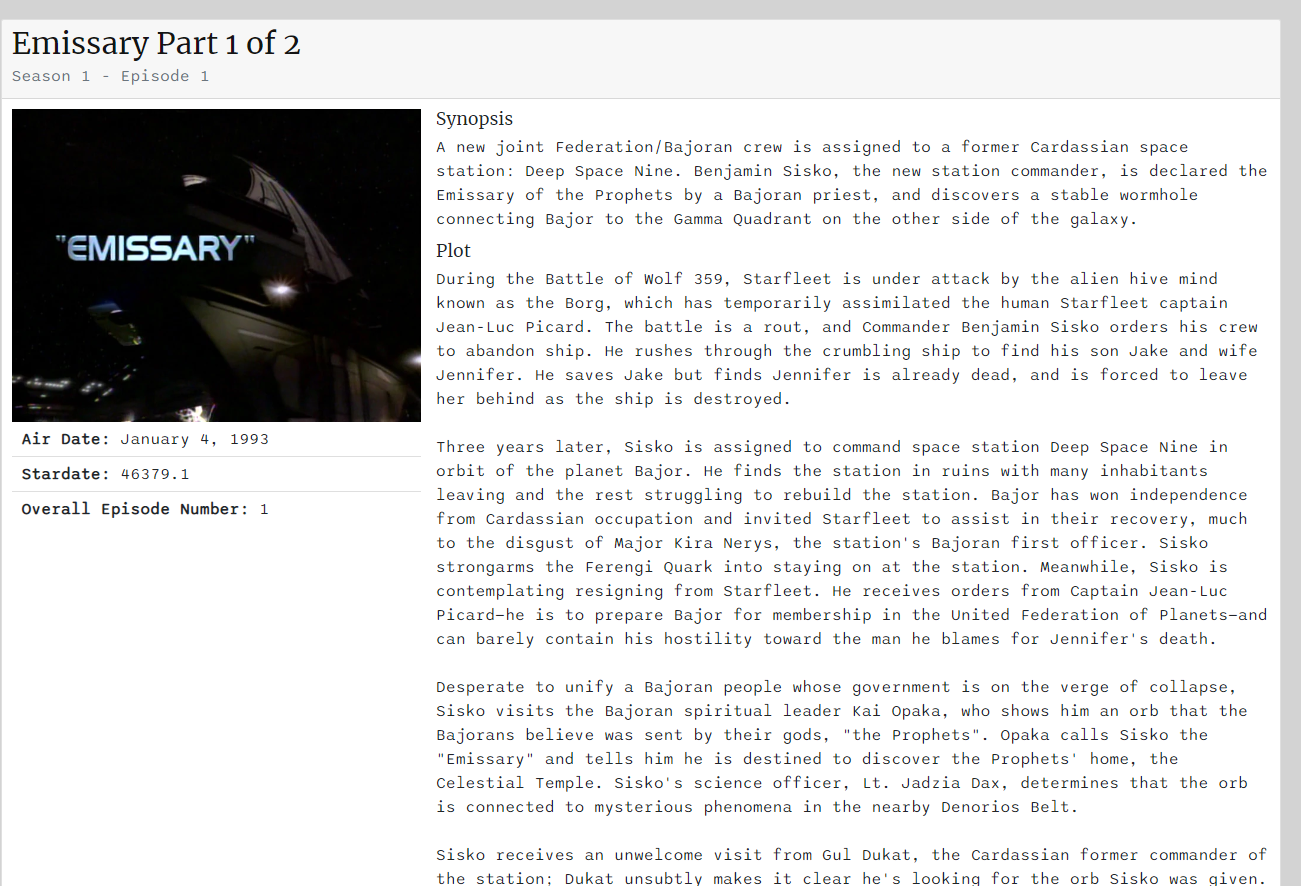 Emissary Part 1 of 2
Season 1 - Episode 1
"EMISSARY"
Air Date: January 4, 1993
Stardate: 46379.1
Overall Episode Number: 1
Synopsis
A new joint Federation/Bajoran crew is assigned to a former Cardassian space
station: Deep Space Nine. Benjamin Sisko, the new station commander, is declared the
Emissary of the Prophets by a Bajoran priest, and discovers a stable wormhole
connecting Bajor to the Gamma Quadrant on the other side of the galaxy.
Plot
During the Battle of Wolf 359, Starfleet is under attack by the alien hive mind
known as the Borg, which has temporarily assimilated the human Starfleet captain
Jean-Luc Picard. The battle is a rout, and Commander Benjamin Sisko orders his crew
to abandon ship. He rushes through the crumbling ship to find his son Jake and wife
Jennifer. He saves Jake but finds Jennifer is already dead, and is forced to leave
her behind as the ship is destroyed.
Three years later, Sisko is assigned to command space station Deep Space Nine in
orbit of the planet Bajor. He finds the station in ruins with many inhabitants
leaving and the rest struggling to rebuild the station. Bajor has won independence
from Cardassian occupation and invited Starfleet to assist in their recovery, much
to the disgust of Major Kira Nerys, the station's Bajoran first officer. Sisko
strongarms the Ferengi Quark into staying on at the station. Meanwhile, Sisko is
contemplating resigning from Starfleet. He receives orders from Captain Jean-Luc
Picard—he is to prepare Bajor for membership in the United Federation of Planets—and
can barely contain his hostility toward the man he blames for Jennifer's death.
Desperate to unify a Bajoran people whose government is on the verge of collapse,
Sisko visits the Bajoran spiritual leader Kai Opaka, who shows him an orb that the
Bajorans believe was sent by their gods, "the Prophets". Opaka calls Sisko the
"Emissary" and tells him he is destined to discover the Prophets' home, the
Celestial Temple. Sisko's science officer, Lt. Jadzia Dax, determines that the orb
is connected to mysterious phenomena in the nearby Denorios Belt.
Sisko receives an unwelcome visit from Gul Dukat, the Cardassian former commander of
the station; Dukat unsubtly makes it clear he's looking for the orb Sisko was given.